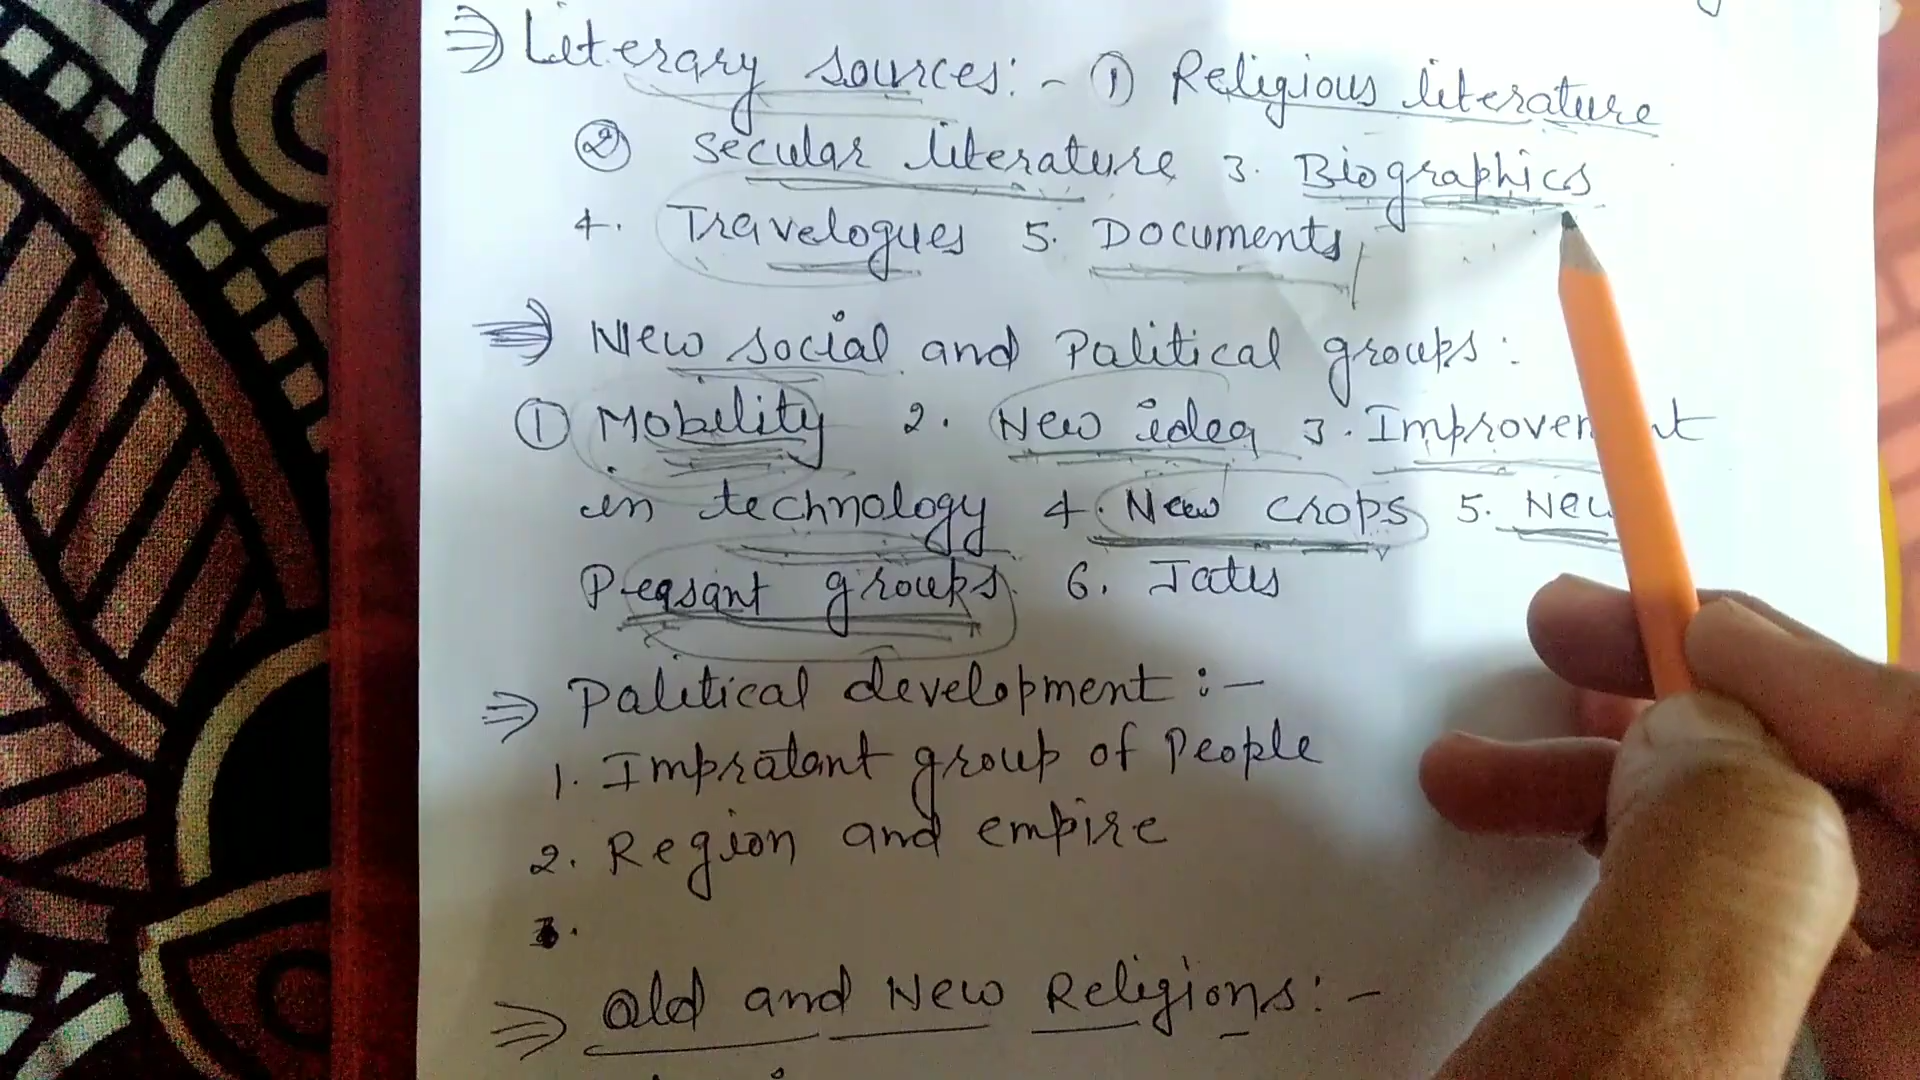 ⇒ Literary sources:- ① Religious literature
② secular literature 3. Biographics
4. Travelogues 5. Documents
⇒ New social and Palitical groups:
① Mobility 2. New idea 3. Improvement
in technology 4. New crops 5. New
Peasant groups. 6. Jatis
⇒ Palitical development :-
1. Impratant group of People
2. Region and empire
3.
⇒ Old and New Religions:-